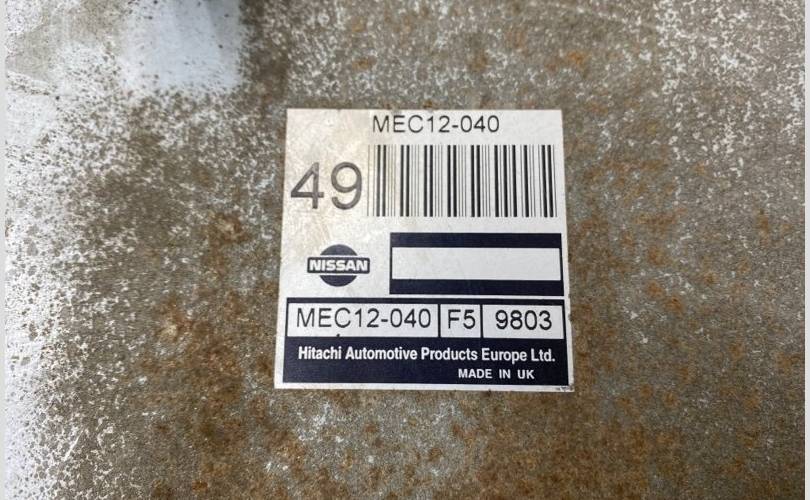 MEC12-040
49
NISSAN
MEC12-040 F5 9803
Hitachi Automotive Products Europe Ltd.
MADE IN UK